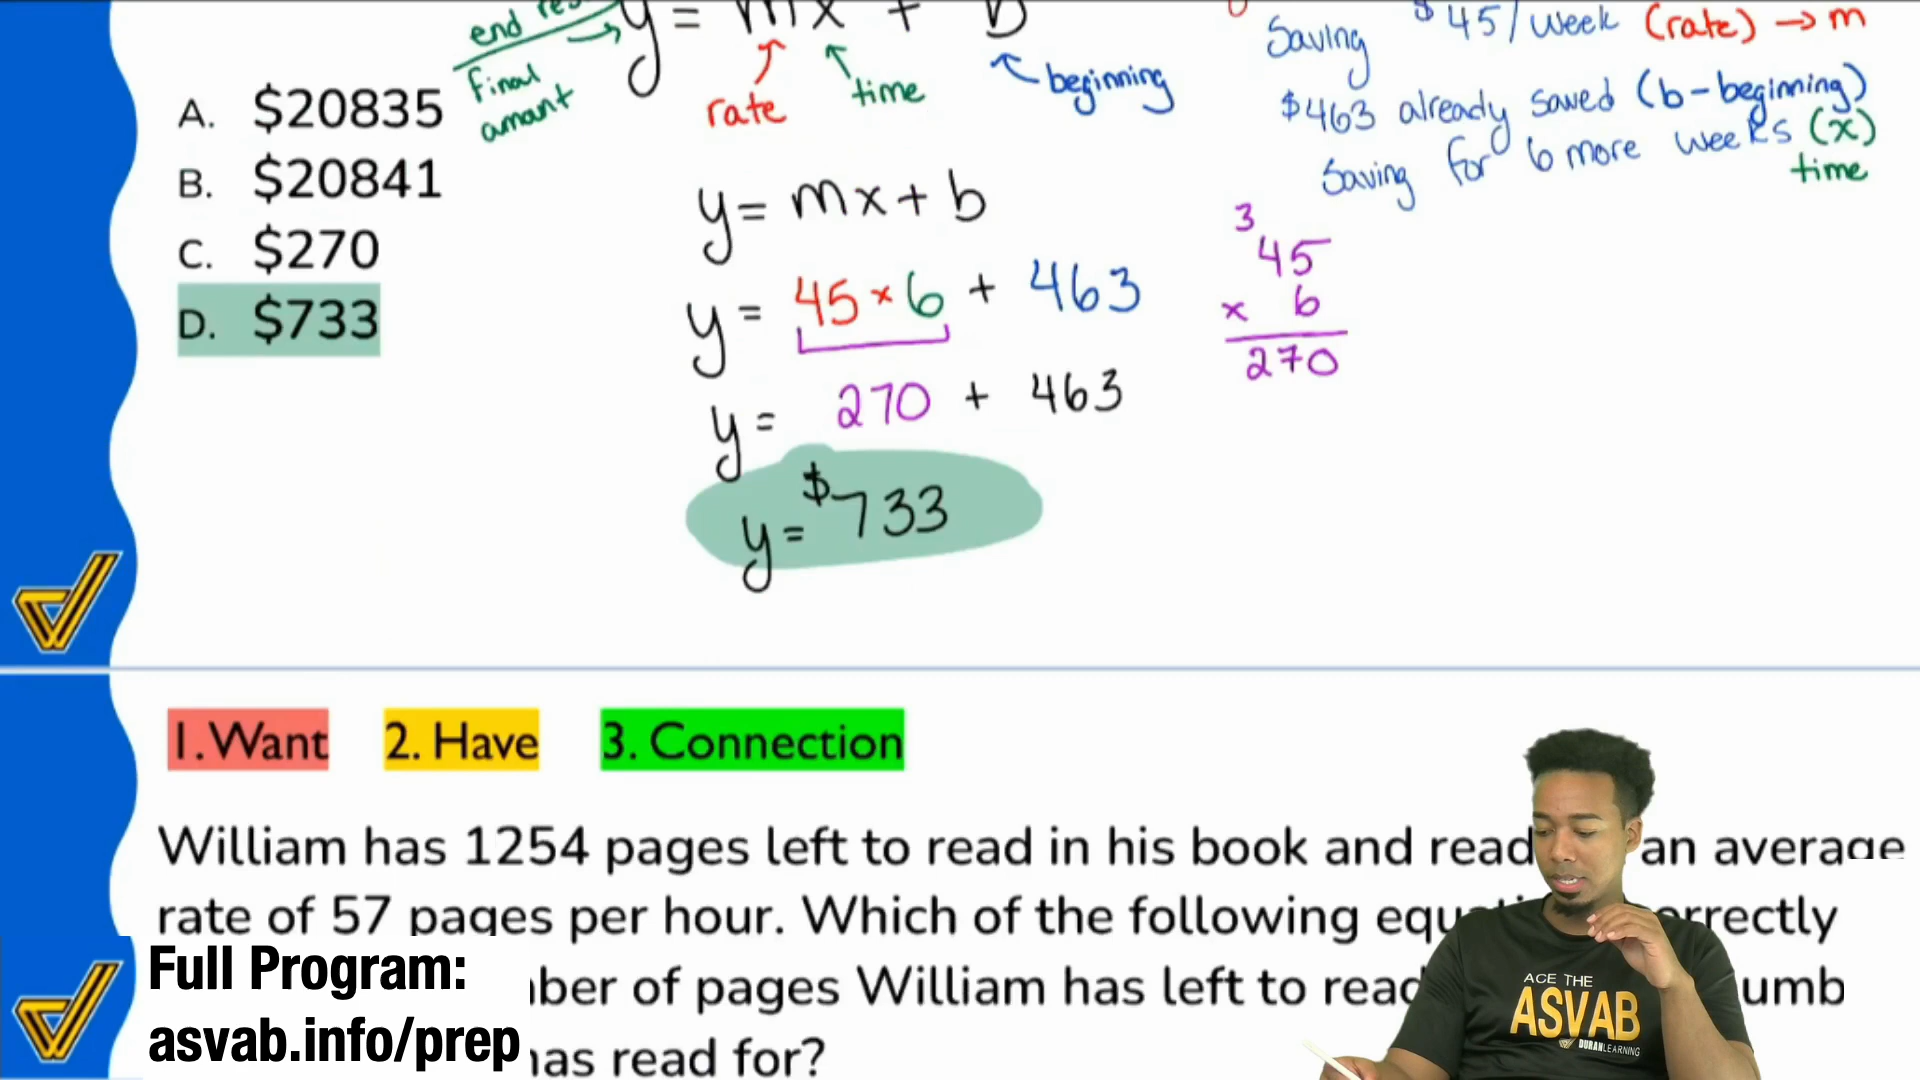 end
y = mx + b
Final
amount
rate
time
beginning
Saving $45/week (rate) → m
$463 already saved (b-beginning)
Saving for 6 more weeks (x)
time
A. $20835
B. $20841
C. $270
D. $733
y = mx + b
y = 45 × 6 + 463
y = 270 + 463
y = $733
3
45
x 6
270
1. Want 2. Have 3. Connection
William has 1254 pages left to read in his book and read an average
rate of 57 pages per hour. Which of the following orrectly
ber of pages William has left to read umb
has read for?
Full Program:
asvab.info/prep
ACE THE
ASVAB
DURANLEARNING